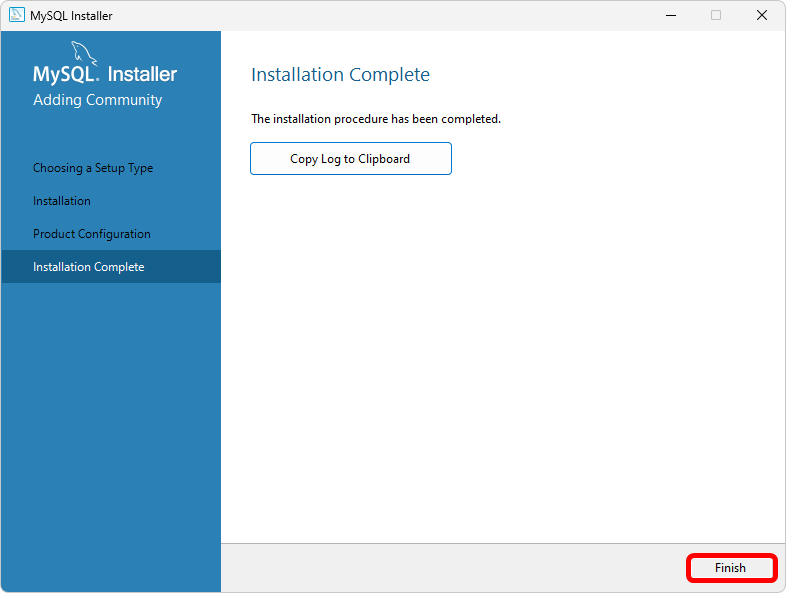 MySQL Installer
MySQL. Installer
Adding Community
Choosing a Setup Type
Installation
Product Configuration
Installation Complete
Installation Complete
The installation procedure has been completed.
Copy Log to Clipboard
Finish